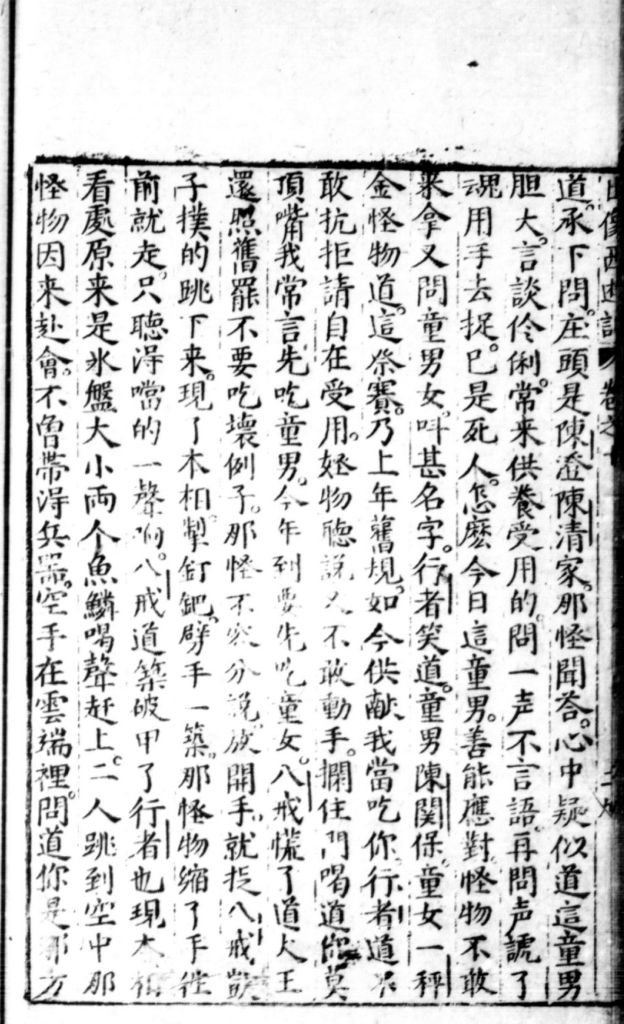 西遊記 卷之
道。承下問。庄頭是陳澄陳清家。那怪聞荅。心中疑似道這童男
胆大。言談伶俐。常来供養受用的。問一声不言語。再問声諕了
魂。用手去捉。已是死人。怎麽今日這童男。善能應對。怪物不敢
来拿又問童男女。叫甚名字。行者笑道。童男陳関保。童女一秤
金怪物道。這祭賽。乃上年舊規。如今供献我當吃你。行者道不
敢抗拒請自在受用。怪物聽說又不敢動手。攔住門喝道你莫
頂嘴我常言先吃童男。今年到要先吃童女。八戒慌了道大王
還照舊罷不要吃壞例子。那怪不容分說。放開手。就捉八戒獃
子撲的跳下来。現了本相掣釘鈀。劈手一築。那怪物縮了手往
前就走。只聽得噹的一聲响。八戒道築破甲了行者也現本相
看處原来是氷盤大小兩个魚鱗喝聲赶上。二人跳到空中那
怪物因来赴會。不曾帶得兵器。空手在雲端裡。問道你是那方